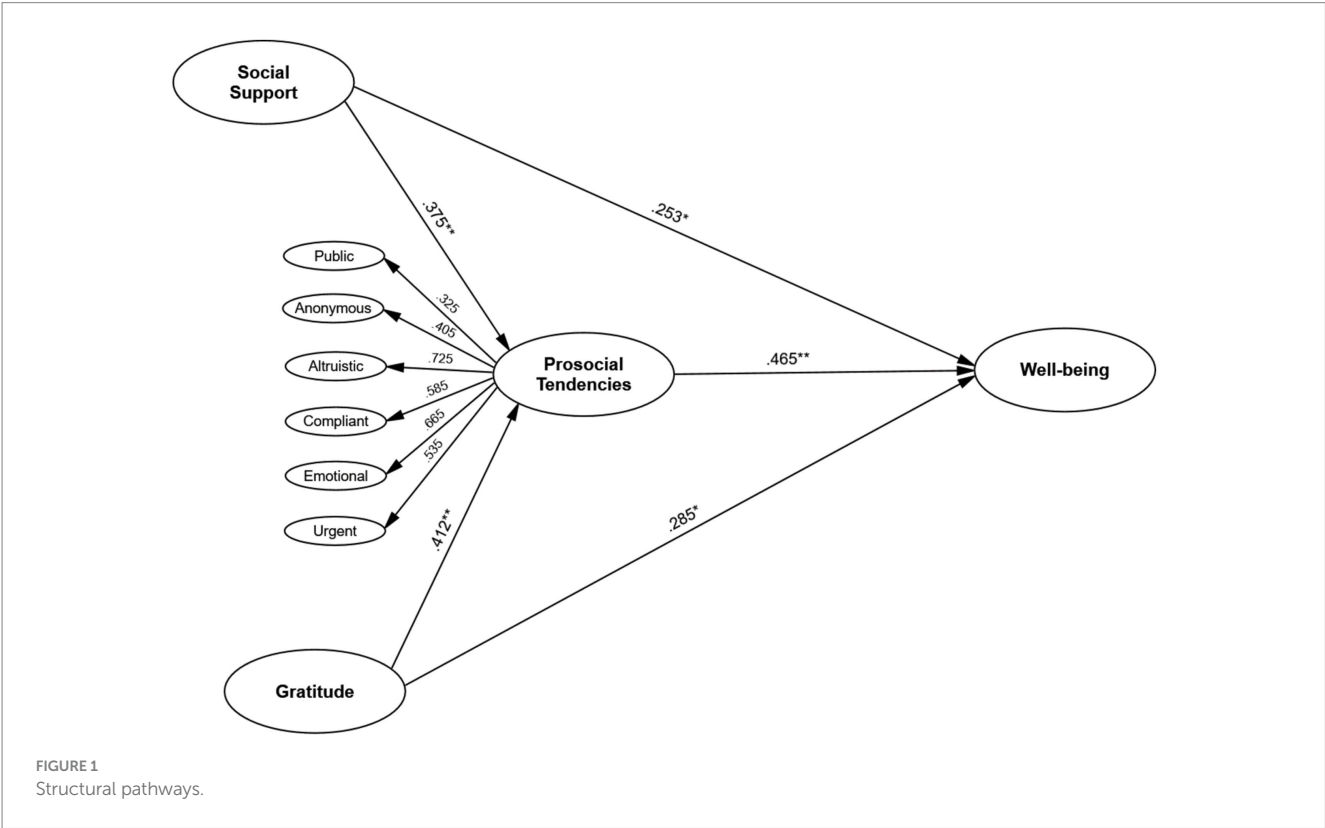 Social
Support
.375**
.253*
Public
Anonymous
Altruistic
Compliant
Emotional
Urgent
.325
.405
.725
.585
.665
.535
Prosocial
Tendencies
.465**
Well-being
.412**
.285*
Gratitude
FIGURE 1
Structural pathways.